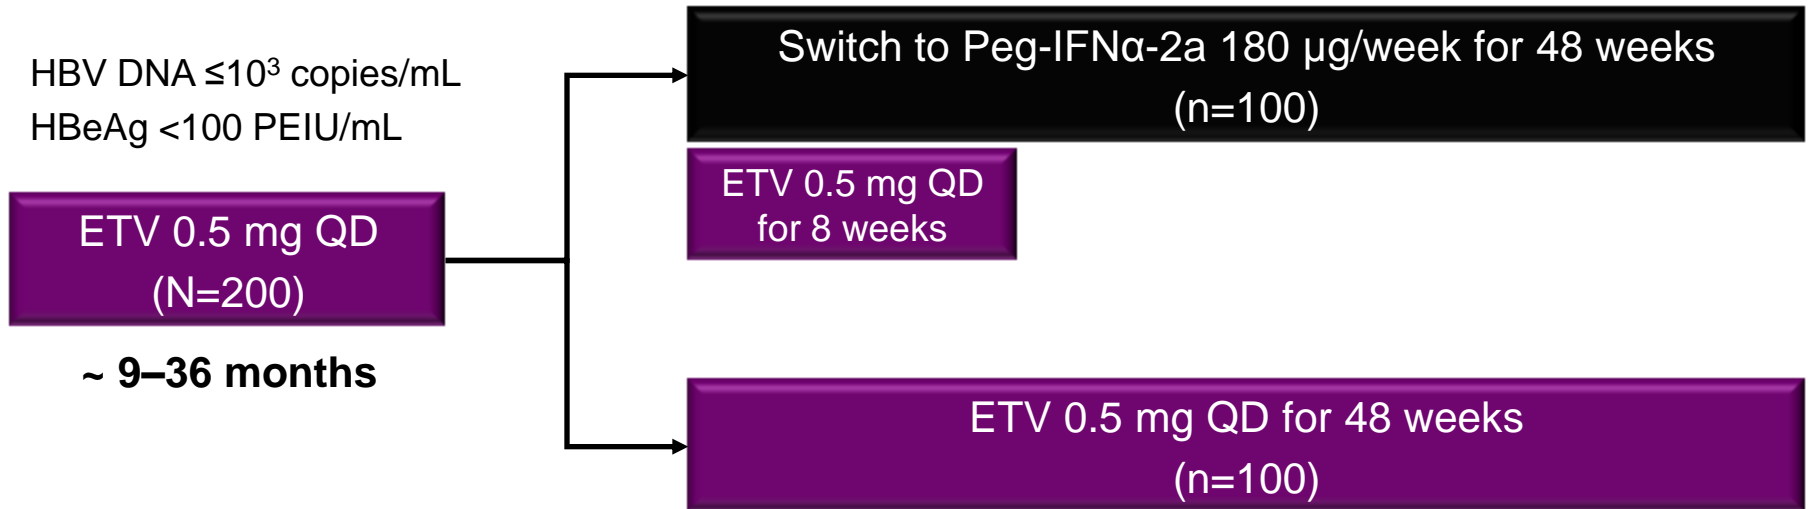 HBV DNA ≤10³ copies/mL
HBeAg <100 PEIU/mL
ETV 0.5 mg QD
(N=200)
~ 9–36 months
Switch to Peg-IFNα-2a 180 μg/week for 48 weeks
(n=100)
ETV 0.5 mg QD
for 8 weeks
ETV 0.5 mg QD for 48 weeks
(n=100)